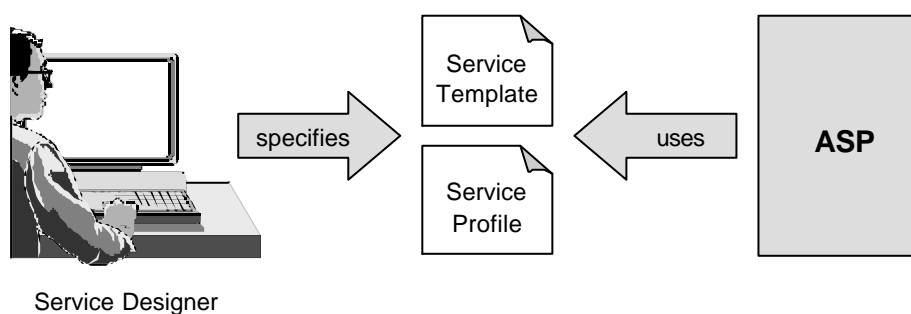 Service
Template
specifies
uses
ASP
Service
Profile
Service Designer